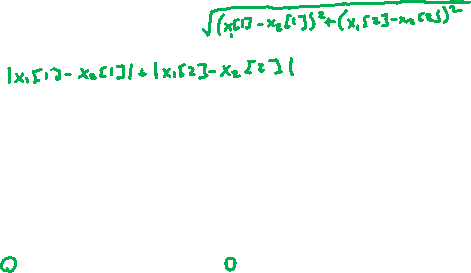 √((x₁[1] - x₂[1])² + (x₁[2] - x₂[2])²
|x₁[1] - x₂[1]| + |x₁[2] - x₂[2]|
0 0